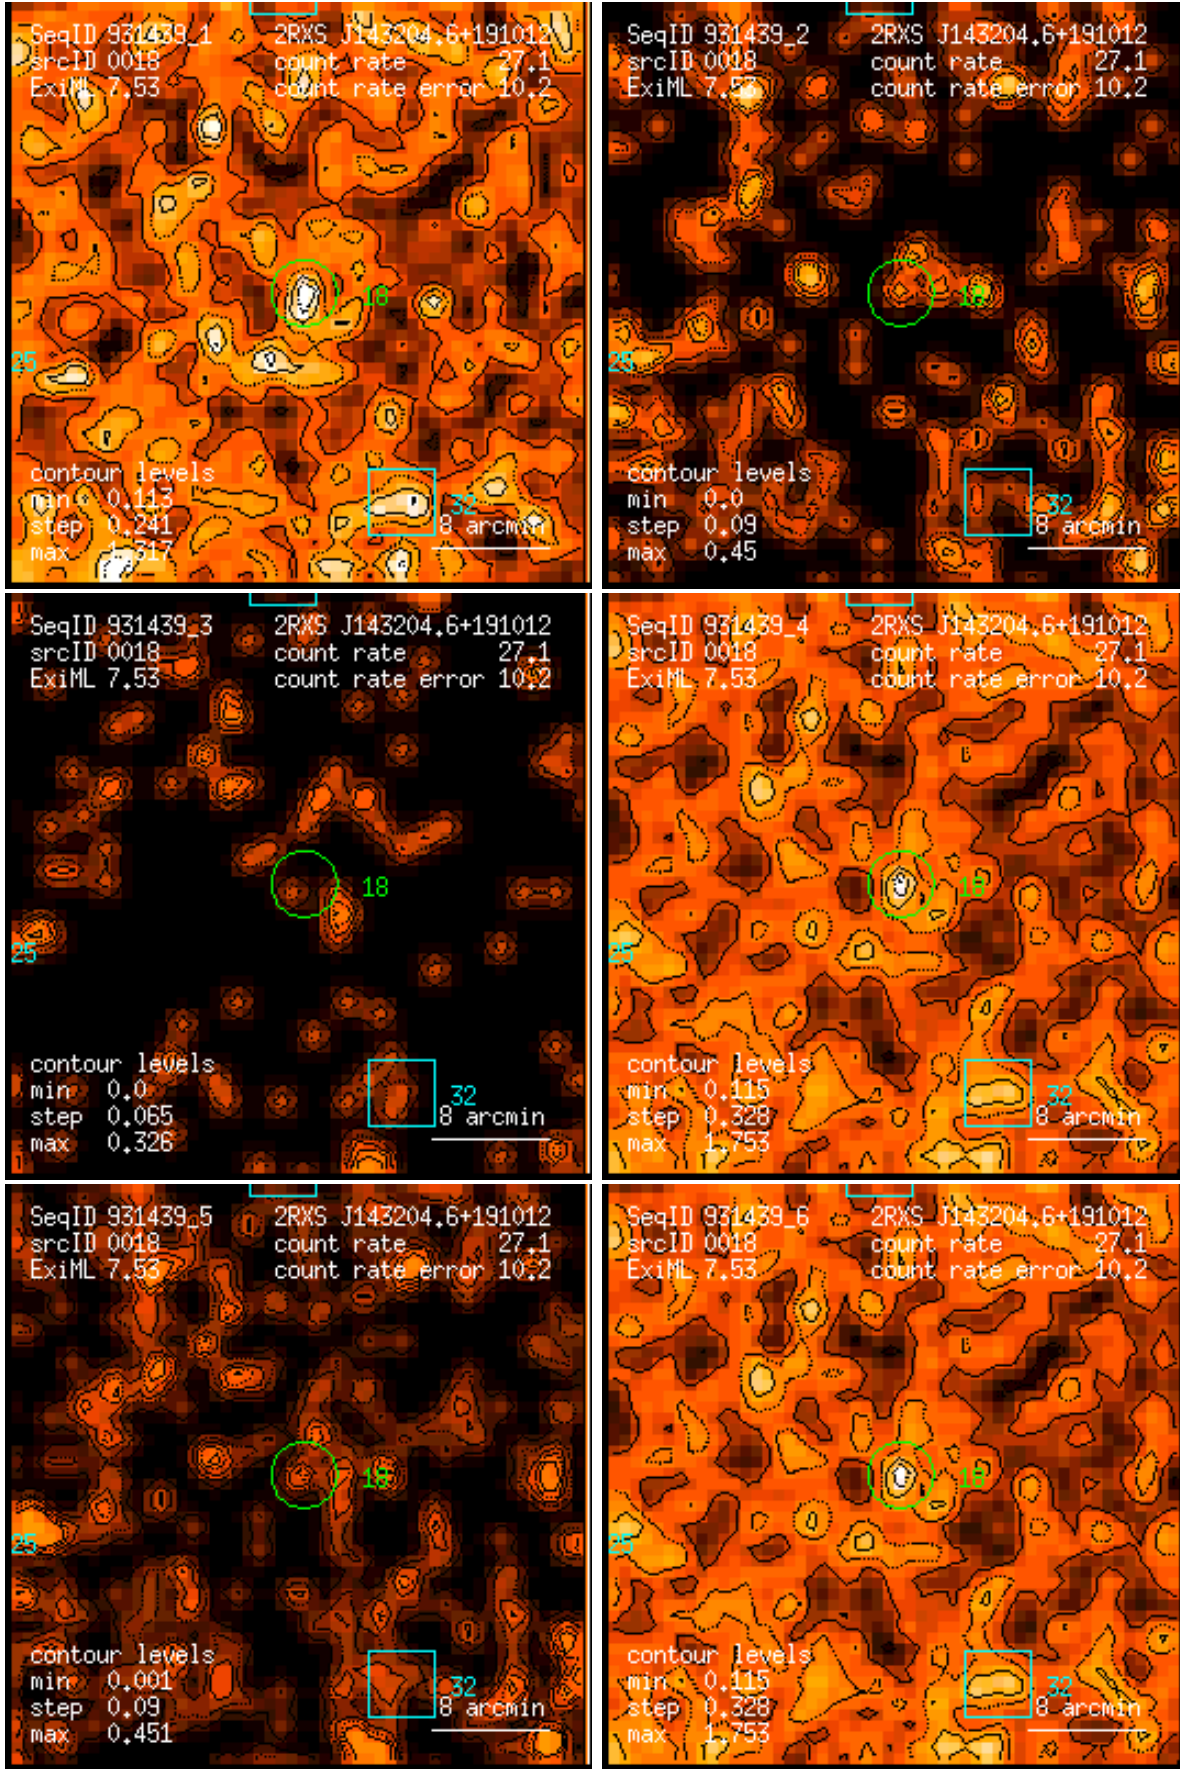 SeqID 931439_1 2RXS J143204.6+191012
srcID 0018 count rate 27.1
ExiML 7.53 count rate error 10.2
18
25
contour levels
min 0.113
step 0.241
max 1.317
32
8 arcmin
SeqID 931439_2 2RXS J143204.6+191012
srcID 0018 count rate 27.1
ExiML 7.53 count rate error 10.2
18
25
contour levels
min 0.0
step 0.09
max 0.45
32
8 arcmin
SeqID 931439_3 2RXS J143204.6+191012
srcID 0018 count rate 27.1
ExiML 7.53 count rate error 10.2
18
25
contour levels
min 0.0
step 0.065
max 0.326
32
8 arcmin
SeqID 931439_4 2RXS J143204.6+191012
srcID 0018 count rate 27.1
ExiML 7.53 count rate error 10.2
18
25
contour levels
min 0.115
step 0.328
max 1.753
32
8 arcmin
SeqID 931439_5 2RXS J143204.6+191012
srcID 0018 count rate 27.1
ExiML 7.53 count rate error 10.2
18
25
contour levels
min 0.001
step 0.09
max 0.451
32
8 arcmin
SeqID 931439_6 2RXS J143204.6+191012
srcID 0018 count rate 27.1
ExiML 7.53 count rate error 10.2
18
25
contour levels
min 0.115
step 0.328
max 1.753
32
8 arcmin